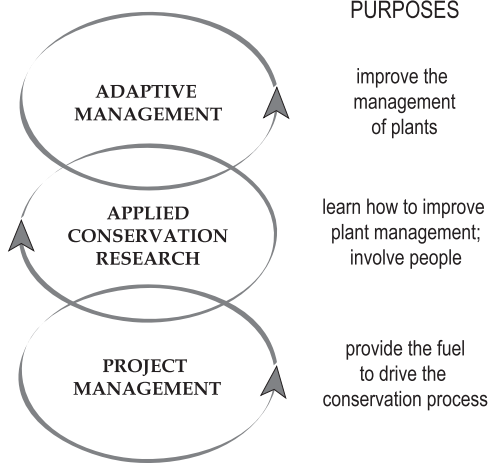 PURPOSES
ADAPTIVE
MANAGEMENT
improve the
management
of plants
APPLIED
CONSERVATION
RESEARCH
learn how to improve
plant management;
involve people
PROJECT
MANAGEMENT
provide the fuel
to drive the
conservation process